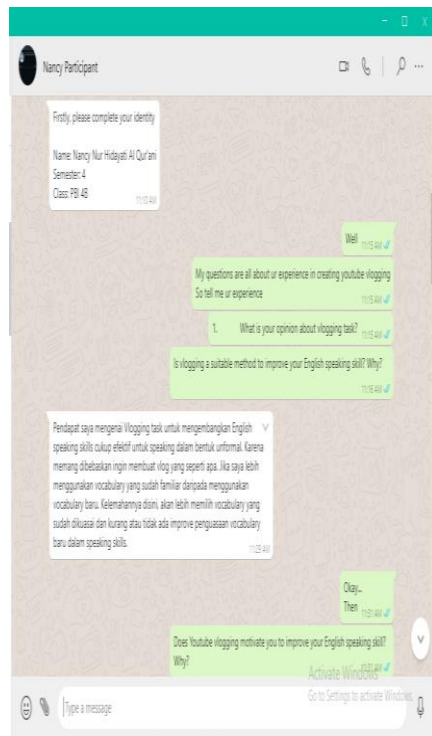 Nancy Participant
Firstly, please complete your identity
Name: Nancy Nur Hidayati Al Qur'ani
Semester: 4
Class: PBI 4B
11:13 AM
Well
11:15 AM
My questions are all about ur experience in creating youtube vlogging
So tell me ur experience
11:15 AM
1. What is your opinion about vlogging task?
11:15 AM
Is vlogging a suitable method to improve your English speaking skill? Why?
11:16 AM
Pendapat saya mengenai Vlogging task untuk mengembangkan English
speaking skills cukup efektif untuk speaking dalam bentuk unformal. Karena
memang dibebaskan ingin membuat vlog yang seperti apa. Jika saya lebih
menggunakan vocabulary yang sudah familiar daripada menggunakan
vocabulary baru. Kelemahannya disini, akan lebih memilih vocabulary yang
sudah dikuasai dan kurang atau tidak ada improve penguasaan vocabulary
baru dalam speaking skills.
11:29 AM
Okay...
Then
11:31 AM
Does Youtube vlogging motivate you to improve your English speaking skill?
Why?
Activate Windows
Go to Settings to activate Windows.
Type a message